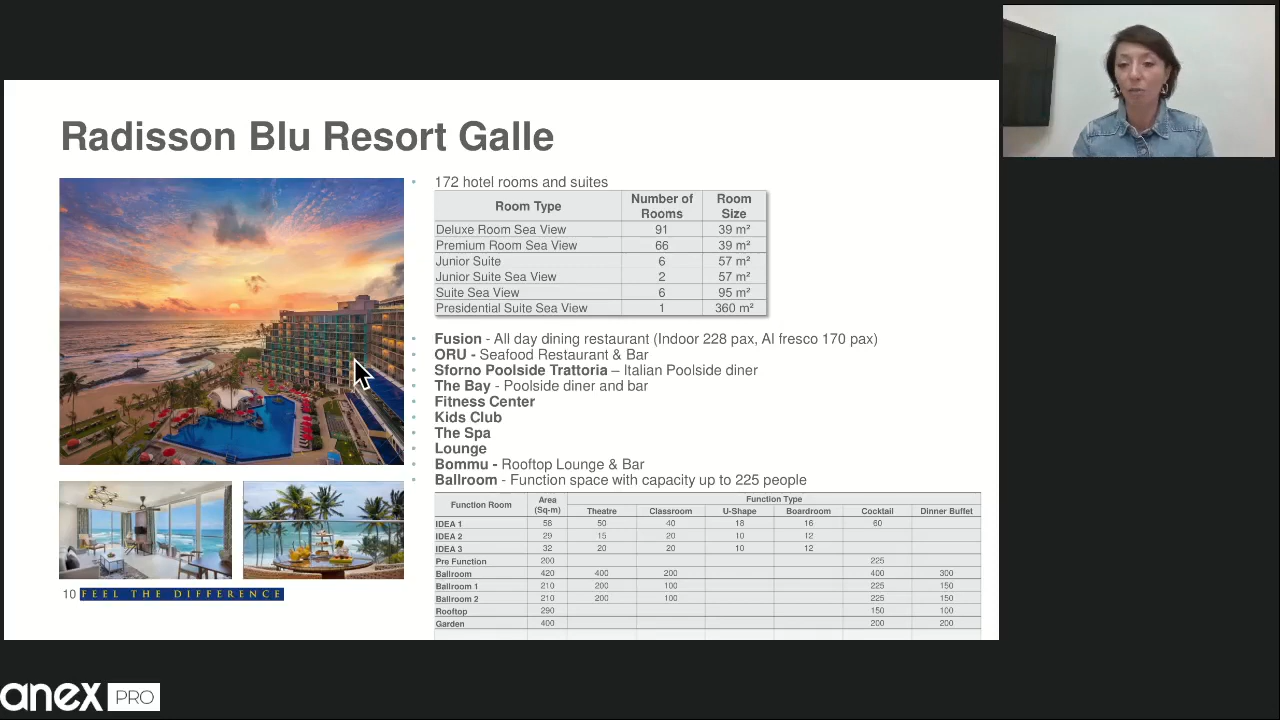 Radisson Blu Resort Galle
172 hotel rooms and suites
Room Type Number of Rooms Room Size
Deluxe Room Sea View 91 39 m²
Premium Room Sea View 66 39 m²
Junior Suite 6 57 m²
Junior Suite Sea View 2 57 m²
Suite Sea View 6 95 m²
Presidential Suite Sea View 1 360 m²
Fusion - All day dining restaurant (Indoor 228 pax, Al fresco 170 pax)
ORU - Seafood Restaurant & Bar
Sforno Poolside Trattoria – Italian Poolside diner
The Bay - Poolside diner and bar
Fitness Center
Kids Club
The Spa
Lounge
Bommu - Rooftop Lounge & Bar
Ballroom - Function space with capacity up to 225 people
Function Room Area (Sq-m) Function Type
Theatre Classroom U-Shape Boardroom Cocktail Dinner Buffet
IDEA 1 58 50 40 18 16 60
IDEA 2 29 15 20 10 12
IDEA 3 32 20 20 10 12
Pre Function 200 225
Ballroom 420 400 200 400 300
Ballroom 1 210 200 100 225 150
Ballroom 2 210 200 100 225 150
Rooftop 290 150 100
Garden 400 200 200
10 FEEL THE DIFFERENCE
anex PRO